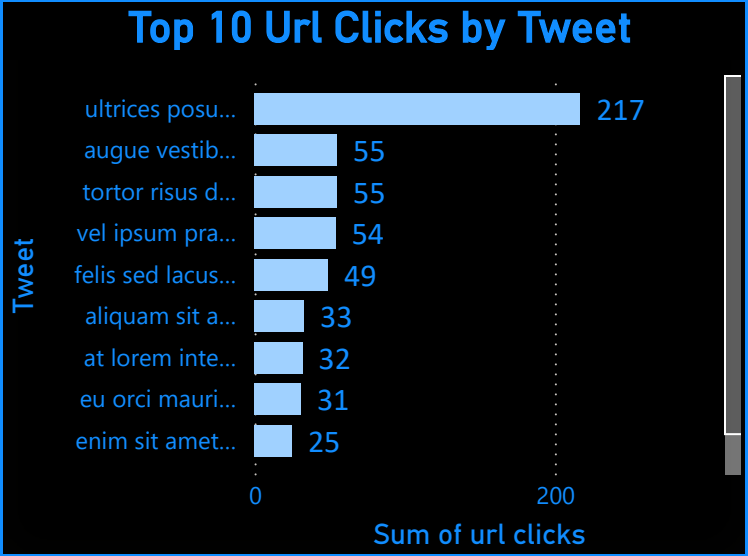 Top 10 Url Clicks by Tweet
ultrices posu... 217
augue vestib... 55
tortor risus d... 55
vel ipsum pra... 54
felis sed lacus... 49
aliquam sit a... 33
at lorem inte... 32
eu orci mauri... 31
enim sit amet... 25
Tweet
0 200
Sum of url clicks